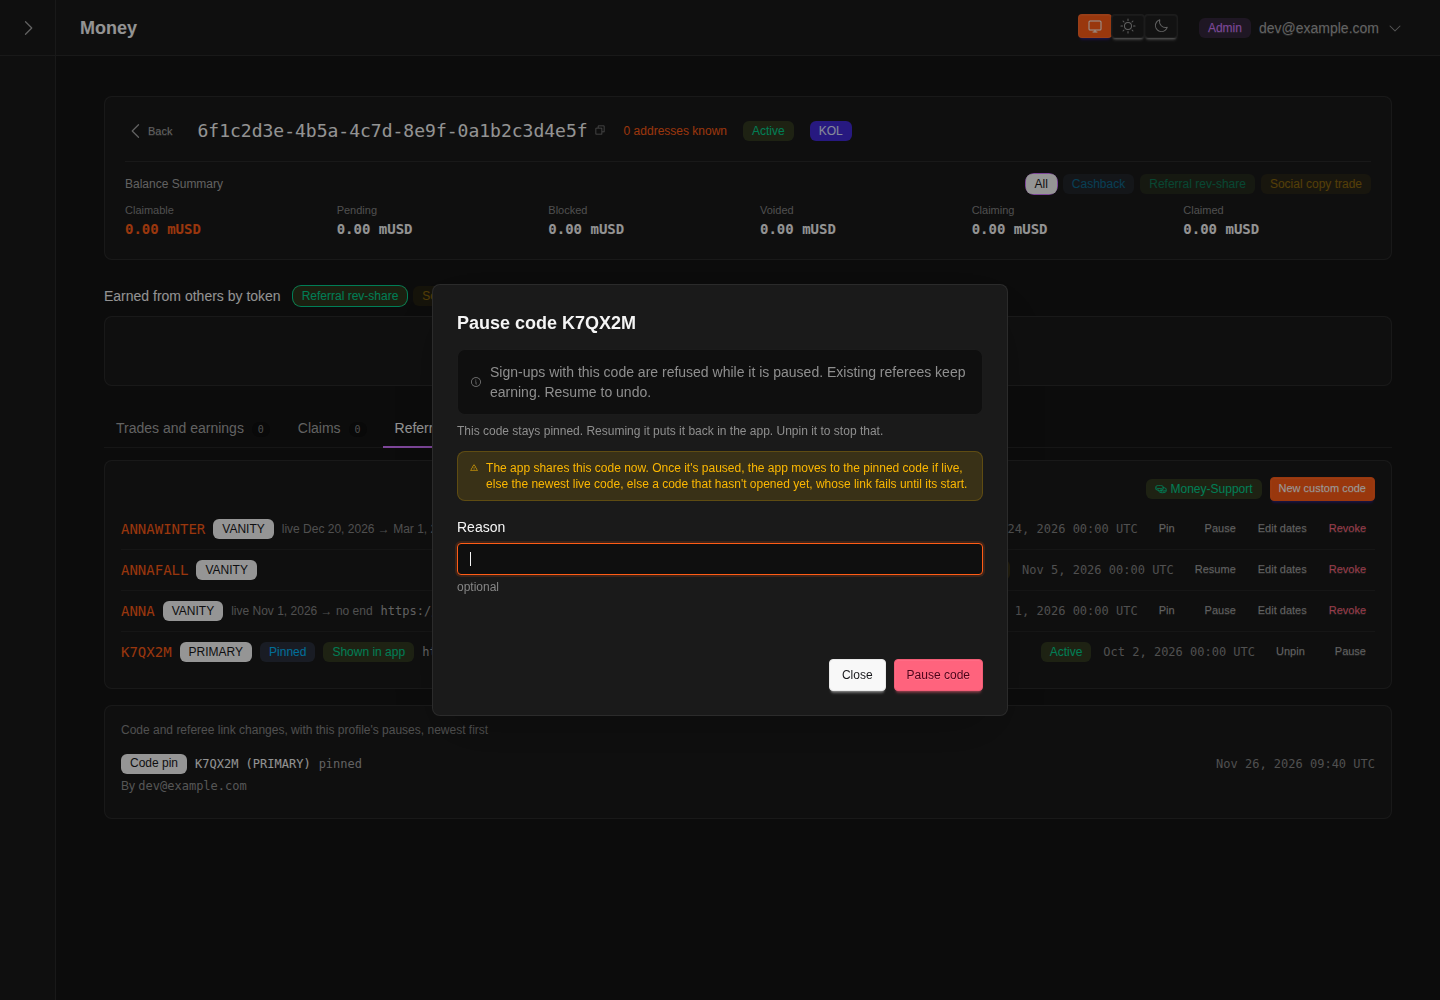 Money
Admin
dev@example.com
Back
6f1c2d3e-4b5a-4c7d-8e9f-0a1b2c3d4e5f
0 addresses known
Active
KOL
Balance Summary
All
Cashback
Referral rev-share
Social copy trade
Claimable
Pending
Blocked
Voided
Claiming
Claimed
0.00 mUSD
0.00 mUSD
0.00 mUSD
0.00 mUSD
0.00 mUSD
0.00 mUSD
Earned from others by token
Referral rev-share
Pause code K7QX2M
Sign-ups with this code are refused while it is paused. Existing referees keep
earning. Resume to undo.
This code stays pinned. Resuming it puts it back in the app. Unpin it to stop that.
The app shares this code now. Once it's paused, the app moves to the pinned code if live,
else the newest live code, else a code that hasn't opened yet, whose link fails until its start.
Reason
optional
Close
Pause code
Trades and earnings 0
Claims 0
Money-Support
New custom code
ANNAWINTER VANITY live Dec 20, 2026 → Mar 1,
24, 2026 00:00 UTC Pin Pause Edit dates Revoke
ANNAFALL VANITY
Nov 5, 2026 00:00 UTC Resume Edit dates Revoke
ANNA VANITY live Nov 1, 2026 → no end https:/
1, 2026 00:00 UTC Pin Pause Edit dates Revoke
K7QX2M PRIMARY Pinned Shown in app
Active Oct 2, 2026 00:00 UTC Unpin Pause
Code and referee link changes, with this profile's pauses, newest first
Code pin K7QX2M (PRIMARY) pinned
Nov 26, 2026 09:40 UTC
By dev@example.com